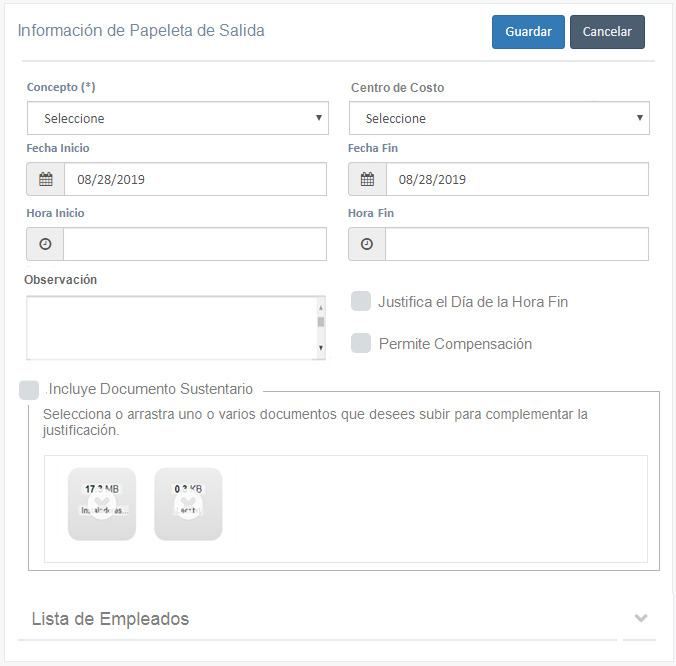 Información de Papeleta de Salida
Guardar Cancelar
Concepto (*) Centro de Costo
Seleccione Seleccione
Fecha Inicio Fecha Fin
08/28/2019 08/28/2019
Hora Inicio Hora Fin
Observación
Justifica el Día de la Hora Fin
Permite Compensación
Incluye Documento Sustentario
Selecciona o arrastra uno o varios documentos que desees subir para complementar la
justificación.
17.3 MB 0.3 KB
Instaladores...
Lista de Empleados